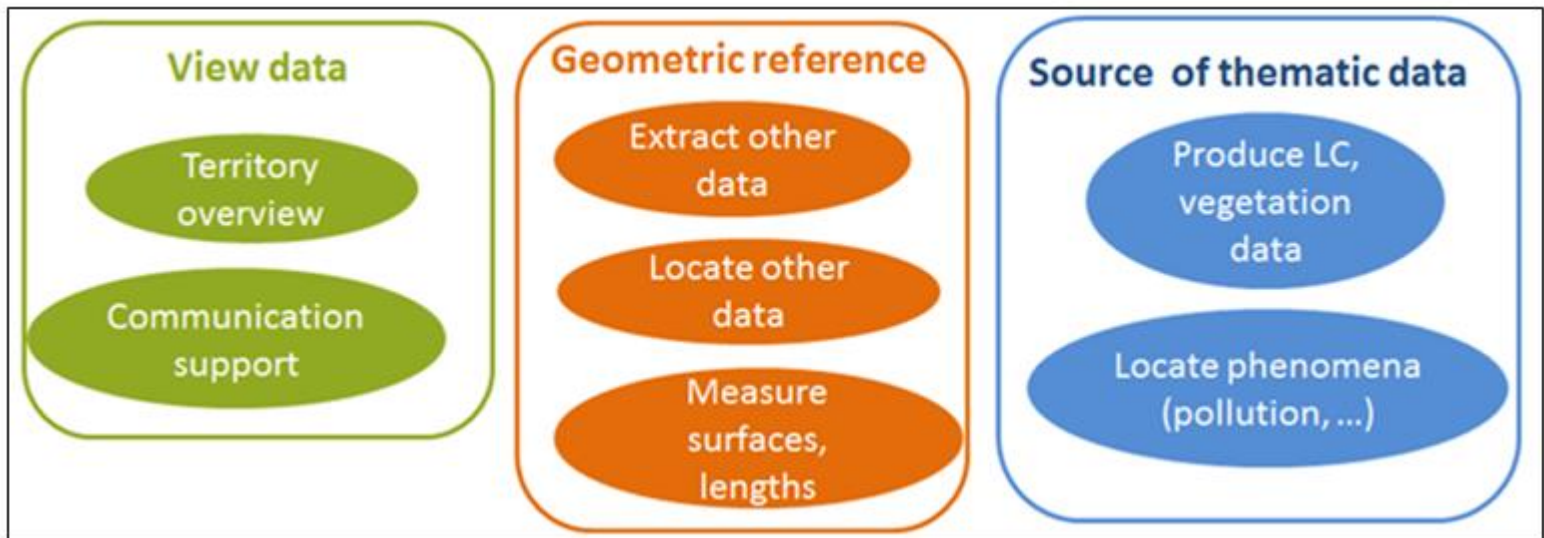 View data
Territory
overview
Communication
support
Geometric reference
Extract other
data
Locate other
data
Measure
surfaces,
lengths
Source of thematic data
Produce LC,
vegetation
data
Locate phenomena
(pollution, ...)